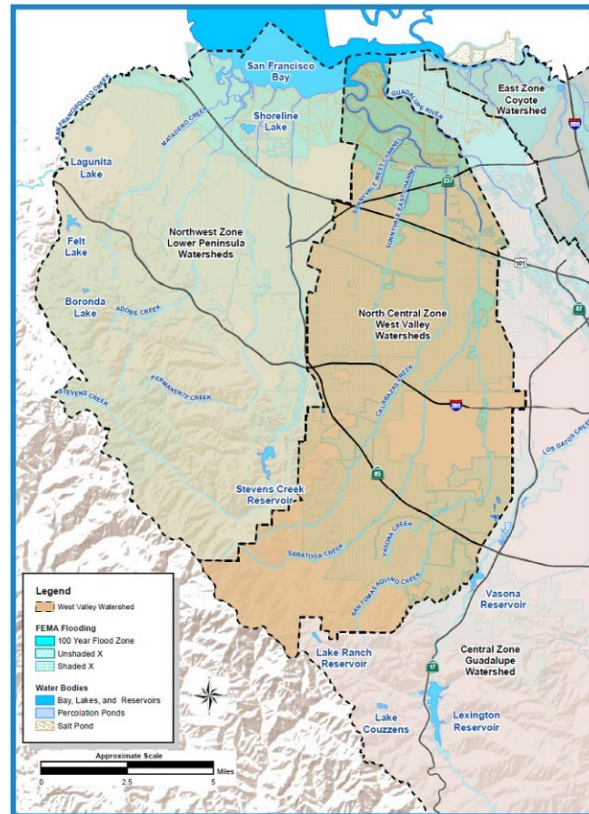 San Francisco
Bay
East Zone
Coyote
Watershed
SAN FRANCISQUITO CREEK
MATADERO CREEK
Shoreline
Lake
GUADALUPE RIVER
880
Lagunita
Lake
SUNNYVALE WEST CHANNEL
SUNNYVALE EAST CHANNEL
237
Northwest Zone
Lower Peninsula
Watersheds
Felt
Lake
101
Boronda
Lake
ADOBE CREEK
North Central Zone
West Valley
Watersheds
87
PERMANENTE CREEK
STEVENS CREEK
CALABAZAS CREEK
280
LOS GATOS CREEK
85
Stevens Creek
Reservoir
SARATOGA CREEK
VASONA CREEK
SAN TOMAS AQUINO CREEK
Vasona
Reservoir
Legend
West Valley Watershed
FEMA Flooding
100 Year Flood Zone
Unshaded X
Shaded X
Water Bodies
Bay, Lakes, and Reservoirs
Percolation Ponds
Salt Pond
Lake Ranch
Reservoir
Central Zone
Guadalupe
Watershed
17
Lake
Couzzens
Lexington
Reservoir
Approximate Scale
Miles
0 2.5 5